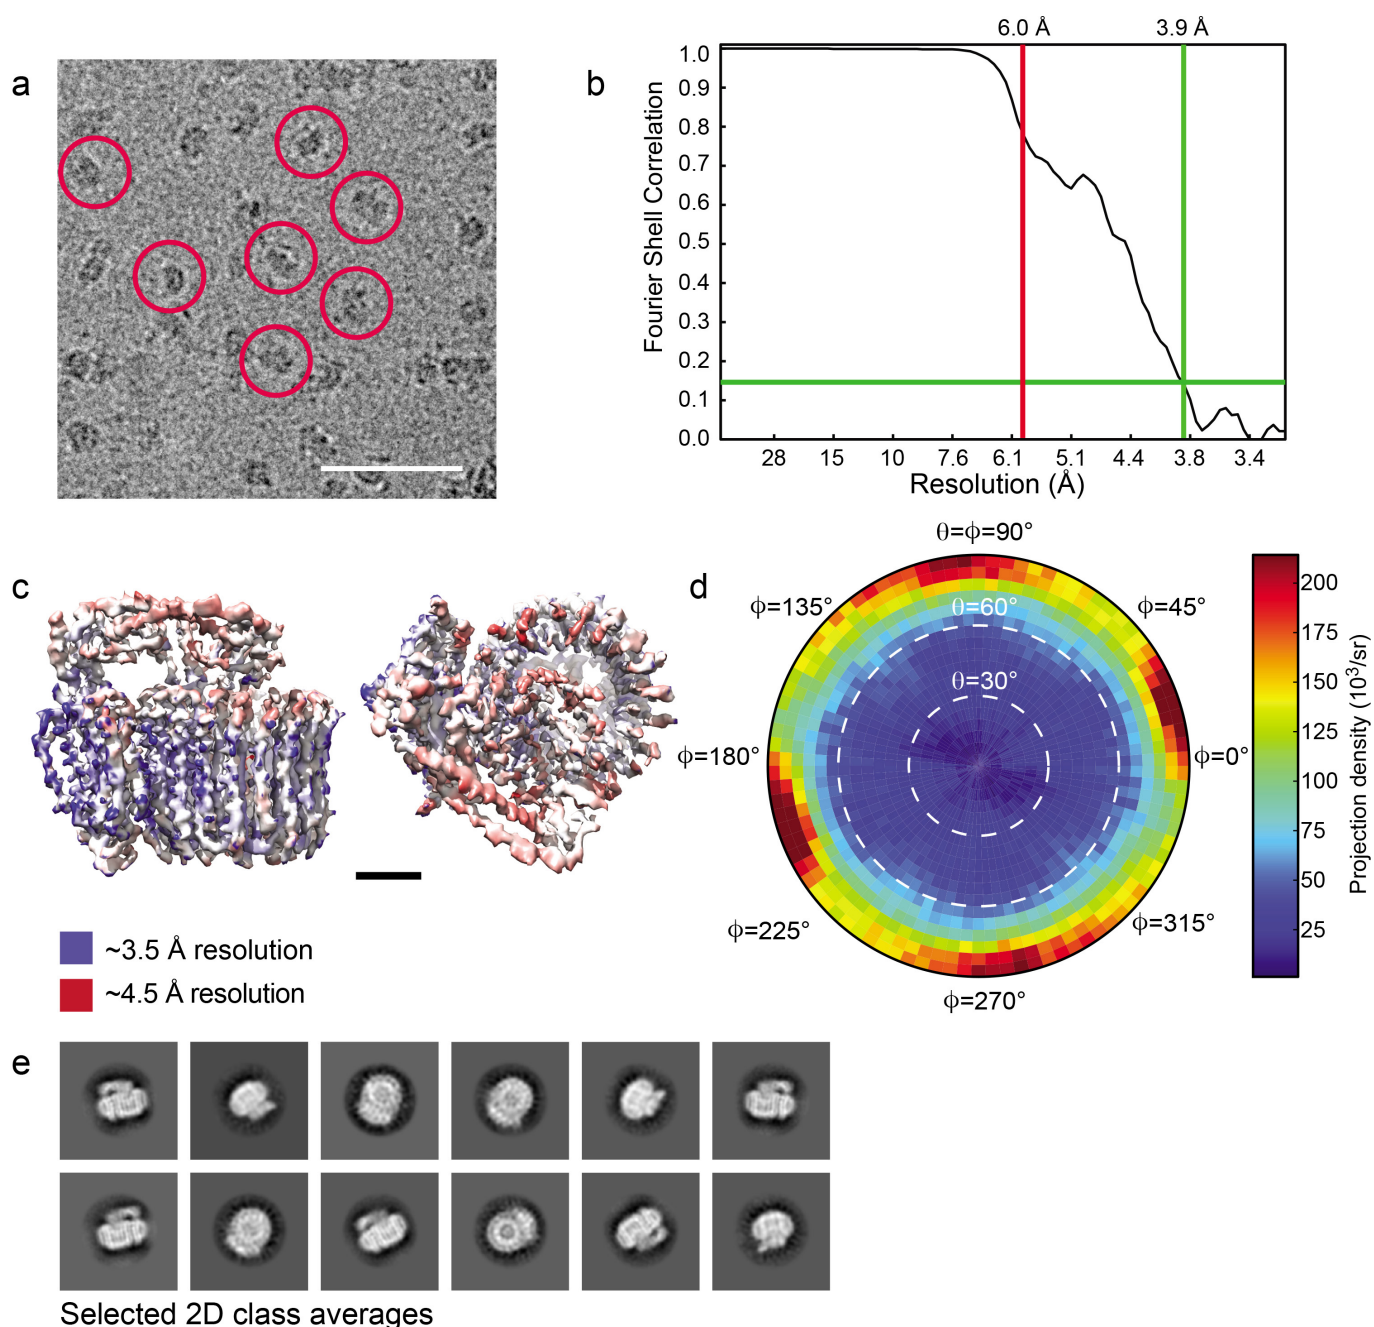 a
b
6.0 Å 3.9 Å
1.0
0.9
0.8
0.7
0.6
0.5
0.4
0.3
0.2
0.1
0.0
Fourier Shell Correlation
28 15 10 7.6 6.1 5.1 4.4 3.8 3.4
Resolution (Å)
c
~3.5 Å resolution
~4.5 Å resolution
d
θ=ϕ=90°
ϕ=135° θ=60° ϕ=45°
θ=30°
ϕ=180° ϕ=0°
ϕ=225° ϕ=315°
ϕ=270°
200
175
150
125
100
75
50
25
Projection density (10³/sr)
e
Selected 2D class averages